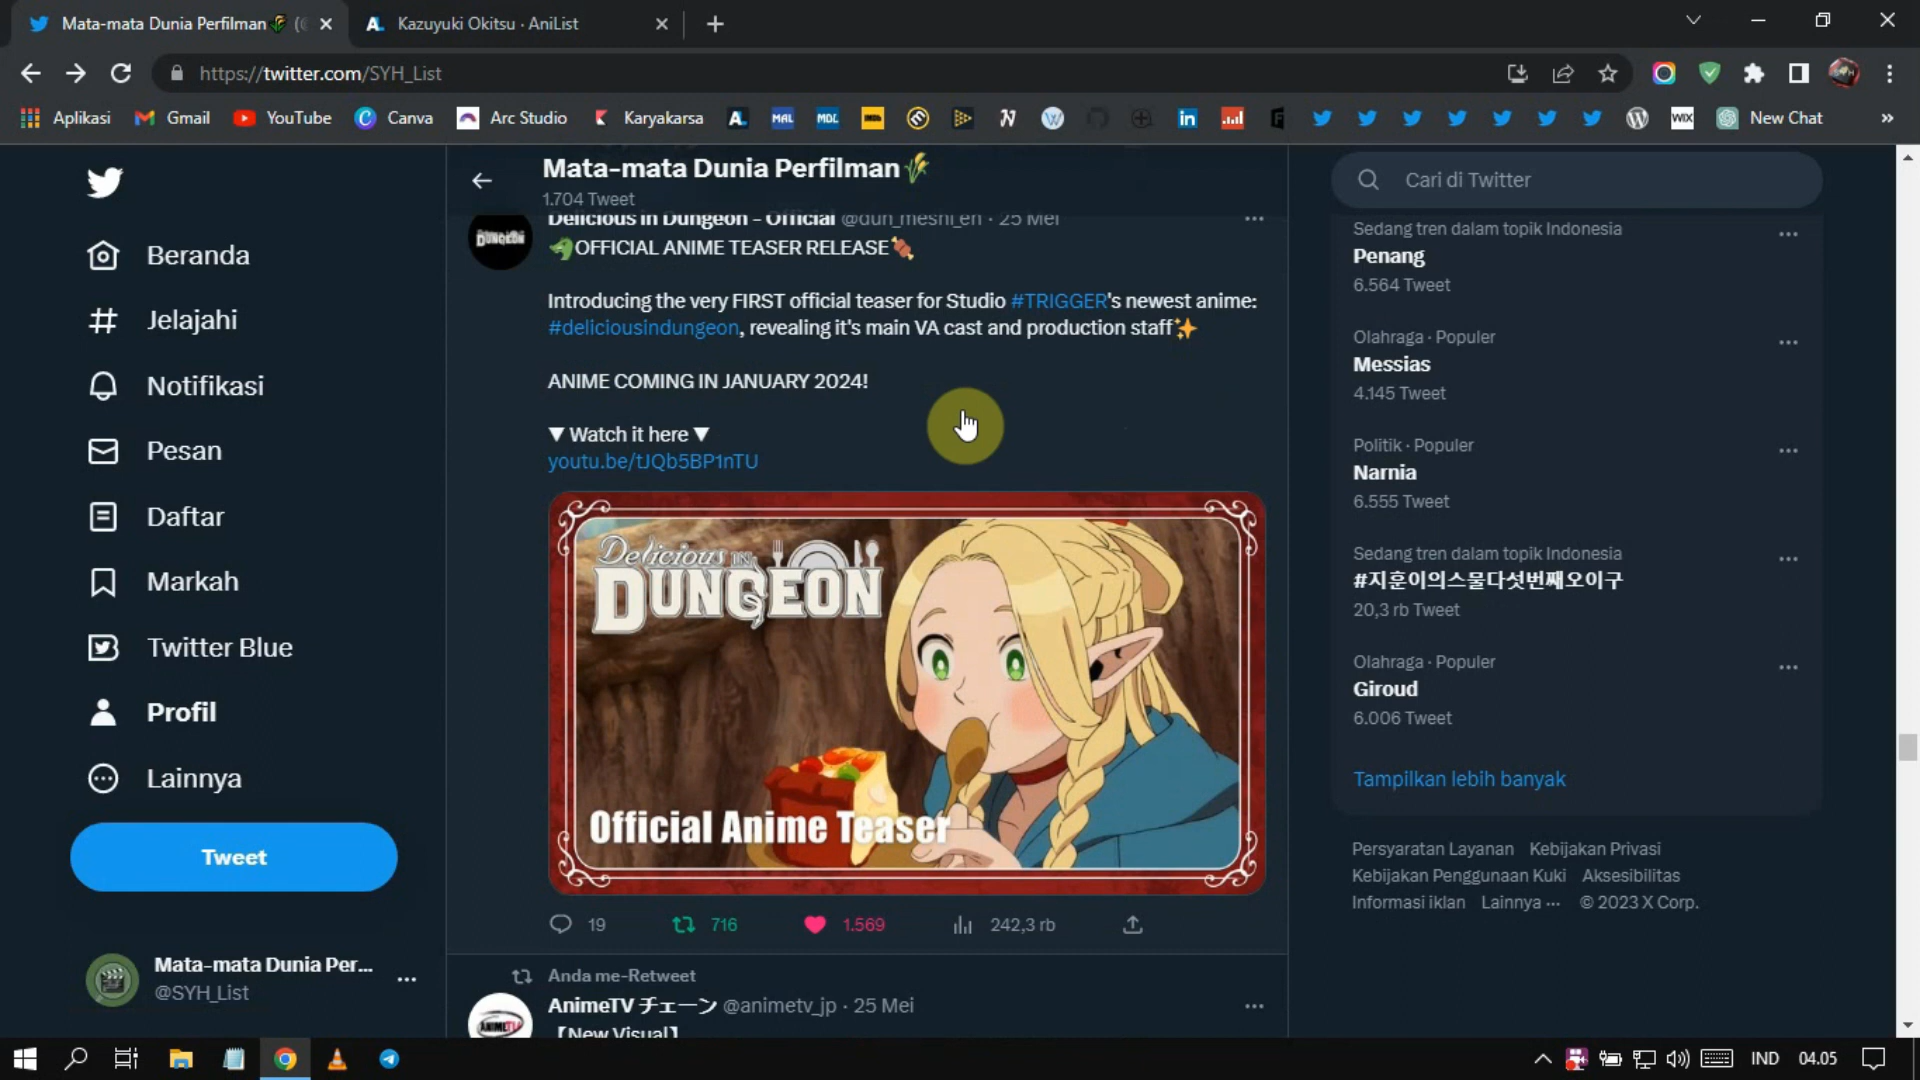 Mata-mata Dunia Perfilman🌾 (@
Kazuyuki Okitsu · AniList
https://twitter.com/SYH_List
Aplikasi
Gmail
YouTube
Canva
Arc Studio
Karyakarsa
MAL
MDL
IMDb
WIX
New Chat
»
Beranda
Jelajahi
Notifikasi
Pesan
Daftar
Markah
Twitter Blue
Profil
Lainnya
Tweet
Mata-mata Dunia Per...
@SYH_List
Mata-mata Dunia Perfilman🌾
1.704 Tweet
Delicious in Dungeon - Official @dun_meshi_en · 25 Mei
DUNGEON
🐲OFFICIAL ANIME TEASER RELEASE🍖
Introducing the very FIRST official teaser for Studio #TRIGGER's newest anime:
#deliciousindungeon, revealing it's main VA cast and production staff✨
ANIME COMING IN JANUARY 2024!
▼ Watch it here ▼
youtu.be/tJQb5BP1nTU
Delicious IN
DUNGEON
Official Anime Teaser
19
716
1.569
242,3 rb
Anda me-Retweet
AnimeTV チェーン @animetv_jp · 25 Mei
ANIMETV
【New Visual】
Cari di Twitter
Sedang tren dalam topik Indonesia
Penang
6.564 Tweet
Olahraga · Populer
Messias
4.145 Tweet
Politik · Populer
Narnia
6.555 Tweet
Sedang tren dalam topik Indonesia
#지훈이의스물다섯번째오이구
20,3 rb Tweet
Olahraga · Populer
Giroud
6.006 Tweet
Tampilkan lebih banyak
Persyaratan Layanan Kebijakan Privasi
Kebijakan Penggunaan Kuki Aksesibilitas
Informasi iklan Lainnya ··· © 2023 X Corp.
IND
04.05